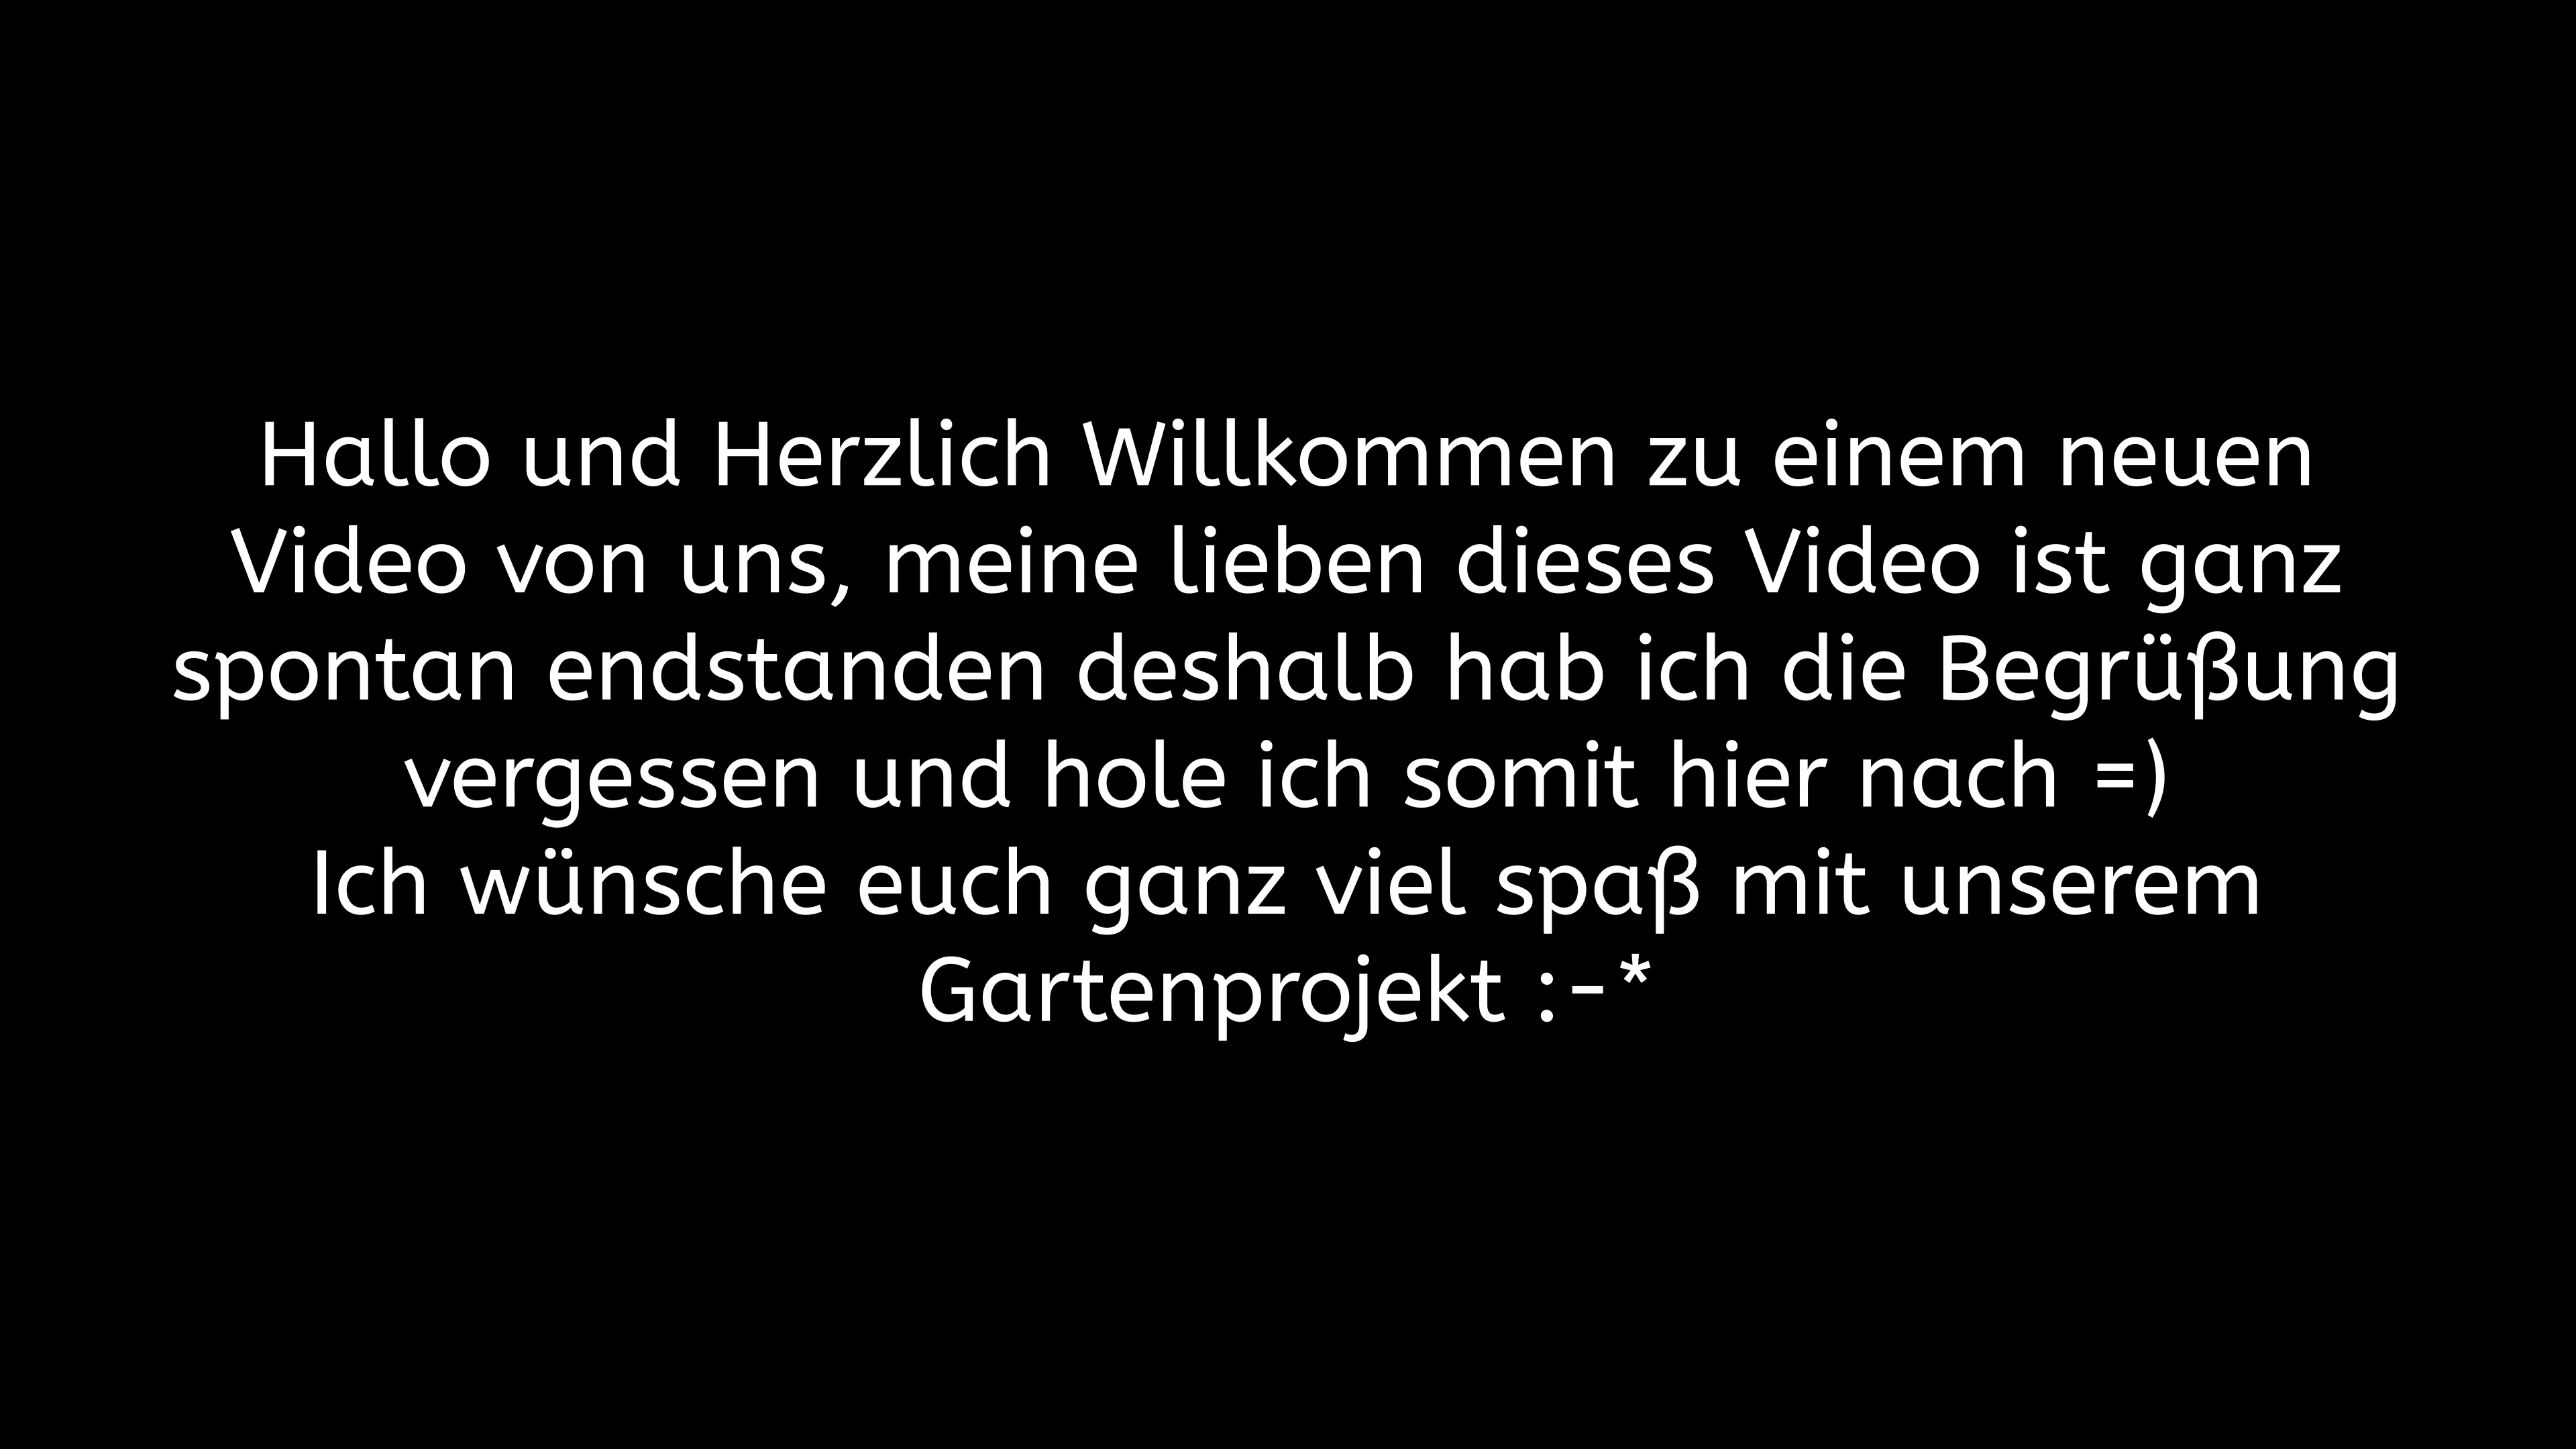 Hallo und Herzlich Willkommen zu einem neuen
Video von uns, meine lieben dieses Video ist ganz
spontan endstanden deshalb hab ich die Begrüßung
vergessen und hole ich somit hier nach =)
Ich wünsche euch ganz viel spaß mit unserem
Gartenprojekt :-*